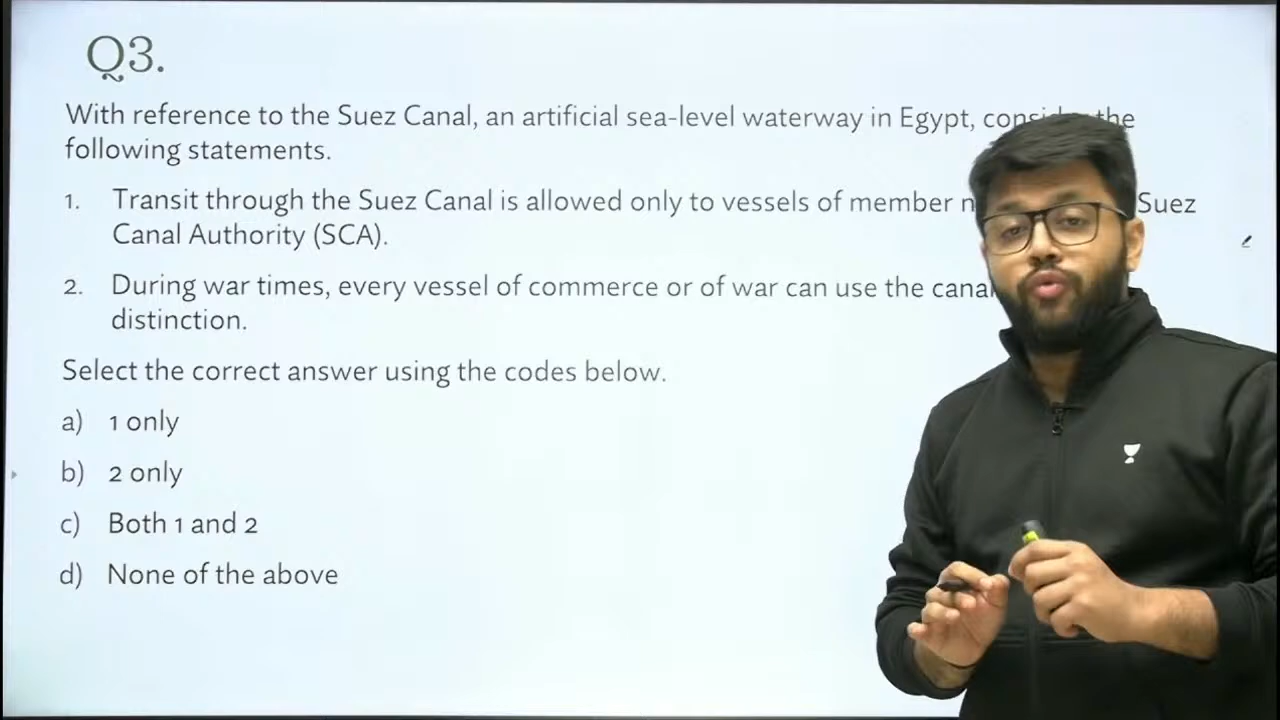 Q3.
With reference to the Suez Canal, an artificial sea-level waterway in Egypt, the
following statements.
1. Transit through the Suez Canal is allowed only to vessels of member Suez
Canal Authority (SCA).
2. During war times, every vessel of commerce or of war can use the canal
distinction.
Select the correct answer using the codes below.
a) 1 only
b) 2 only
c) Both 1 and 2
d) None of the above